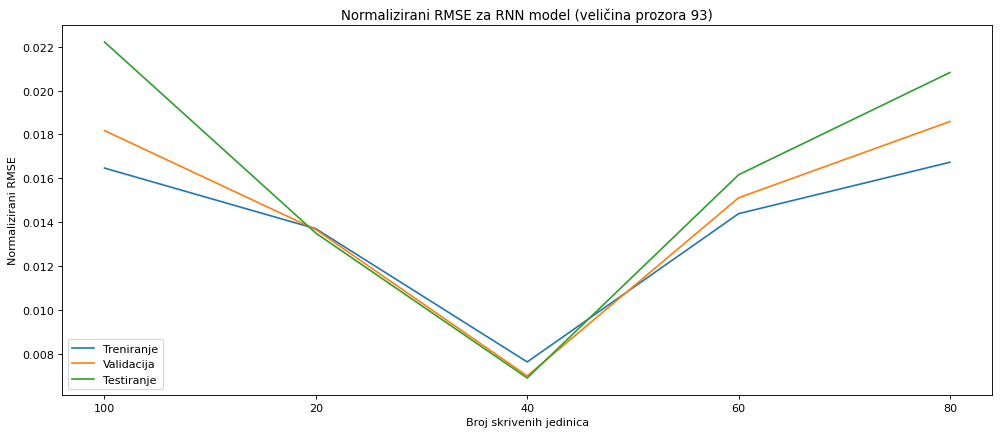 Normalizirani RMSE za RNN model (veličina prozora 93)
Normalizirani RMSE
0.022
0.020
0.018
0.016
0.014
0.012
0.010
0.008
Treniranje
Validacija
Testiranje
100 20 40 60 80
Broj skrivenih jedinica